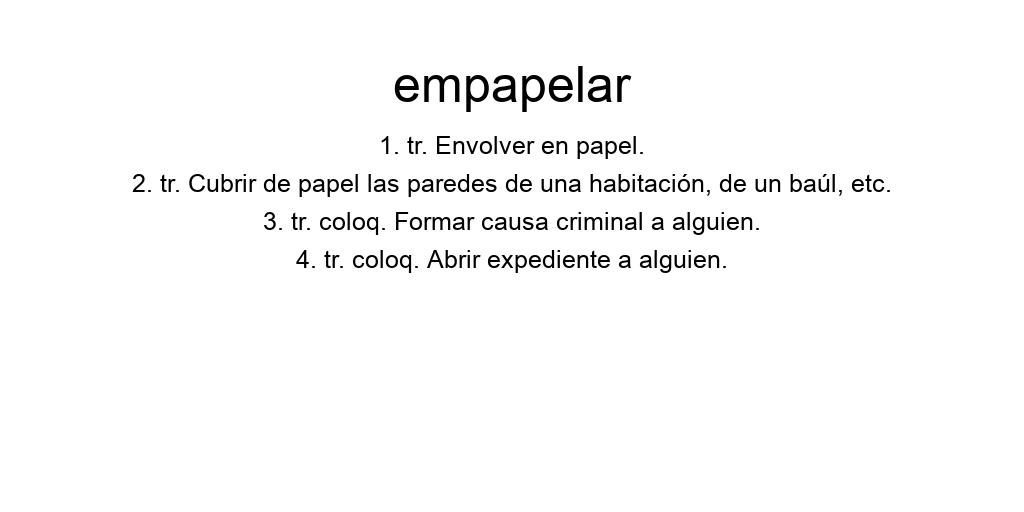 empapelar
1. tr. Envolver en papel.
2. tr. Cubrir de papel las paredes de una habitación, de un baúl, etc.
3. tr. coloq. Formar causa criminal a alguien.
4. tr. coloq. Abrir expediente a alguien.